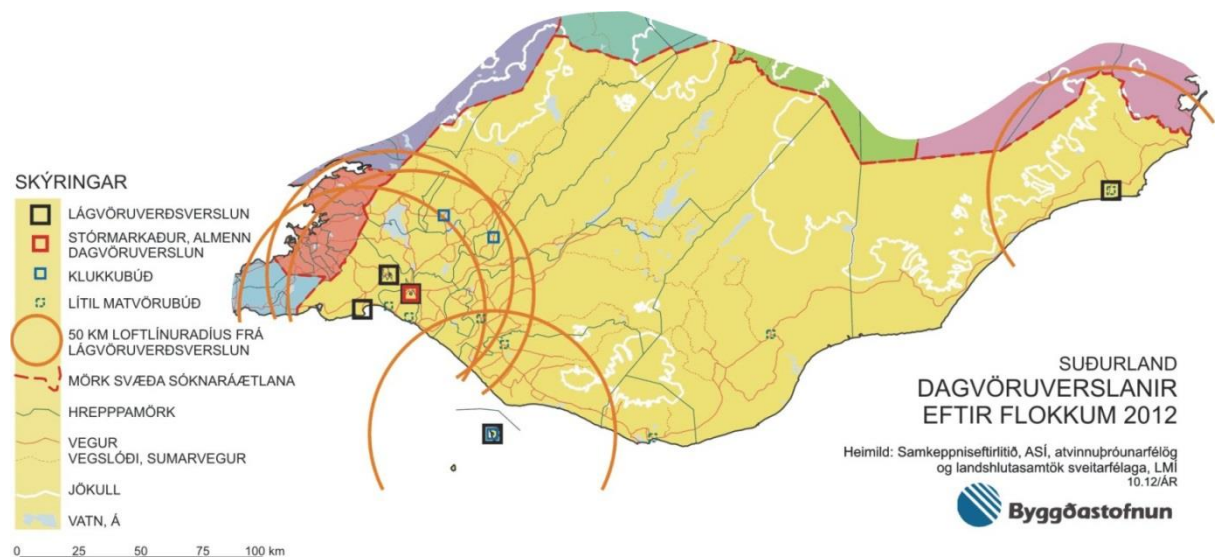 SKÝRINGAR
LÁGVÖRUVERÐSVERSLUN
STÓRMARKAÐUR, ALMENN
DAGVÖRUVERSLUN
KLUKKUBÚÐ
LÍTIL MATVÖRUBÚÐ
50 KM LOFTLÍNURADÍUS FRÁ
LÁGVÖRUVERÐSVERSLUN
MÖRK SVÆÐA SÓKNARÁÆTLANA
HREPPPAMÖRK
VEGUR
VEGSLÓÐI, SUMARVEGUR
JÖKULL
VATN, Á
0 25 50 75 100 km
SUÐURLAND
DAGVÖRUVERSLANIR
EFTIR FLOKKUM 2012
Heimild: Samkeppniseftirlitið, ASÍ, atvinnuþróunarfélög
og landshlutasamtök sveitarfélaga, LMÍ
10.12/ÁR
Byggðastofnun